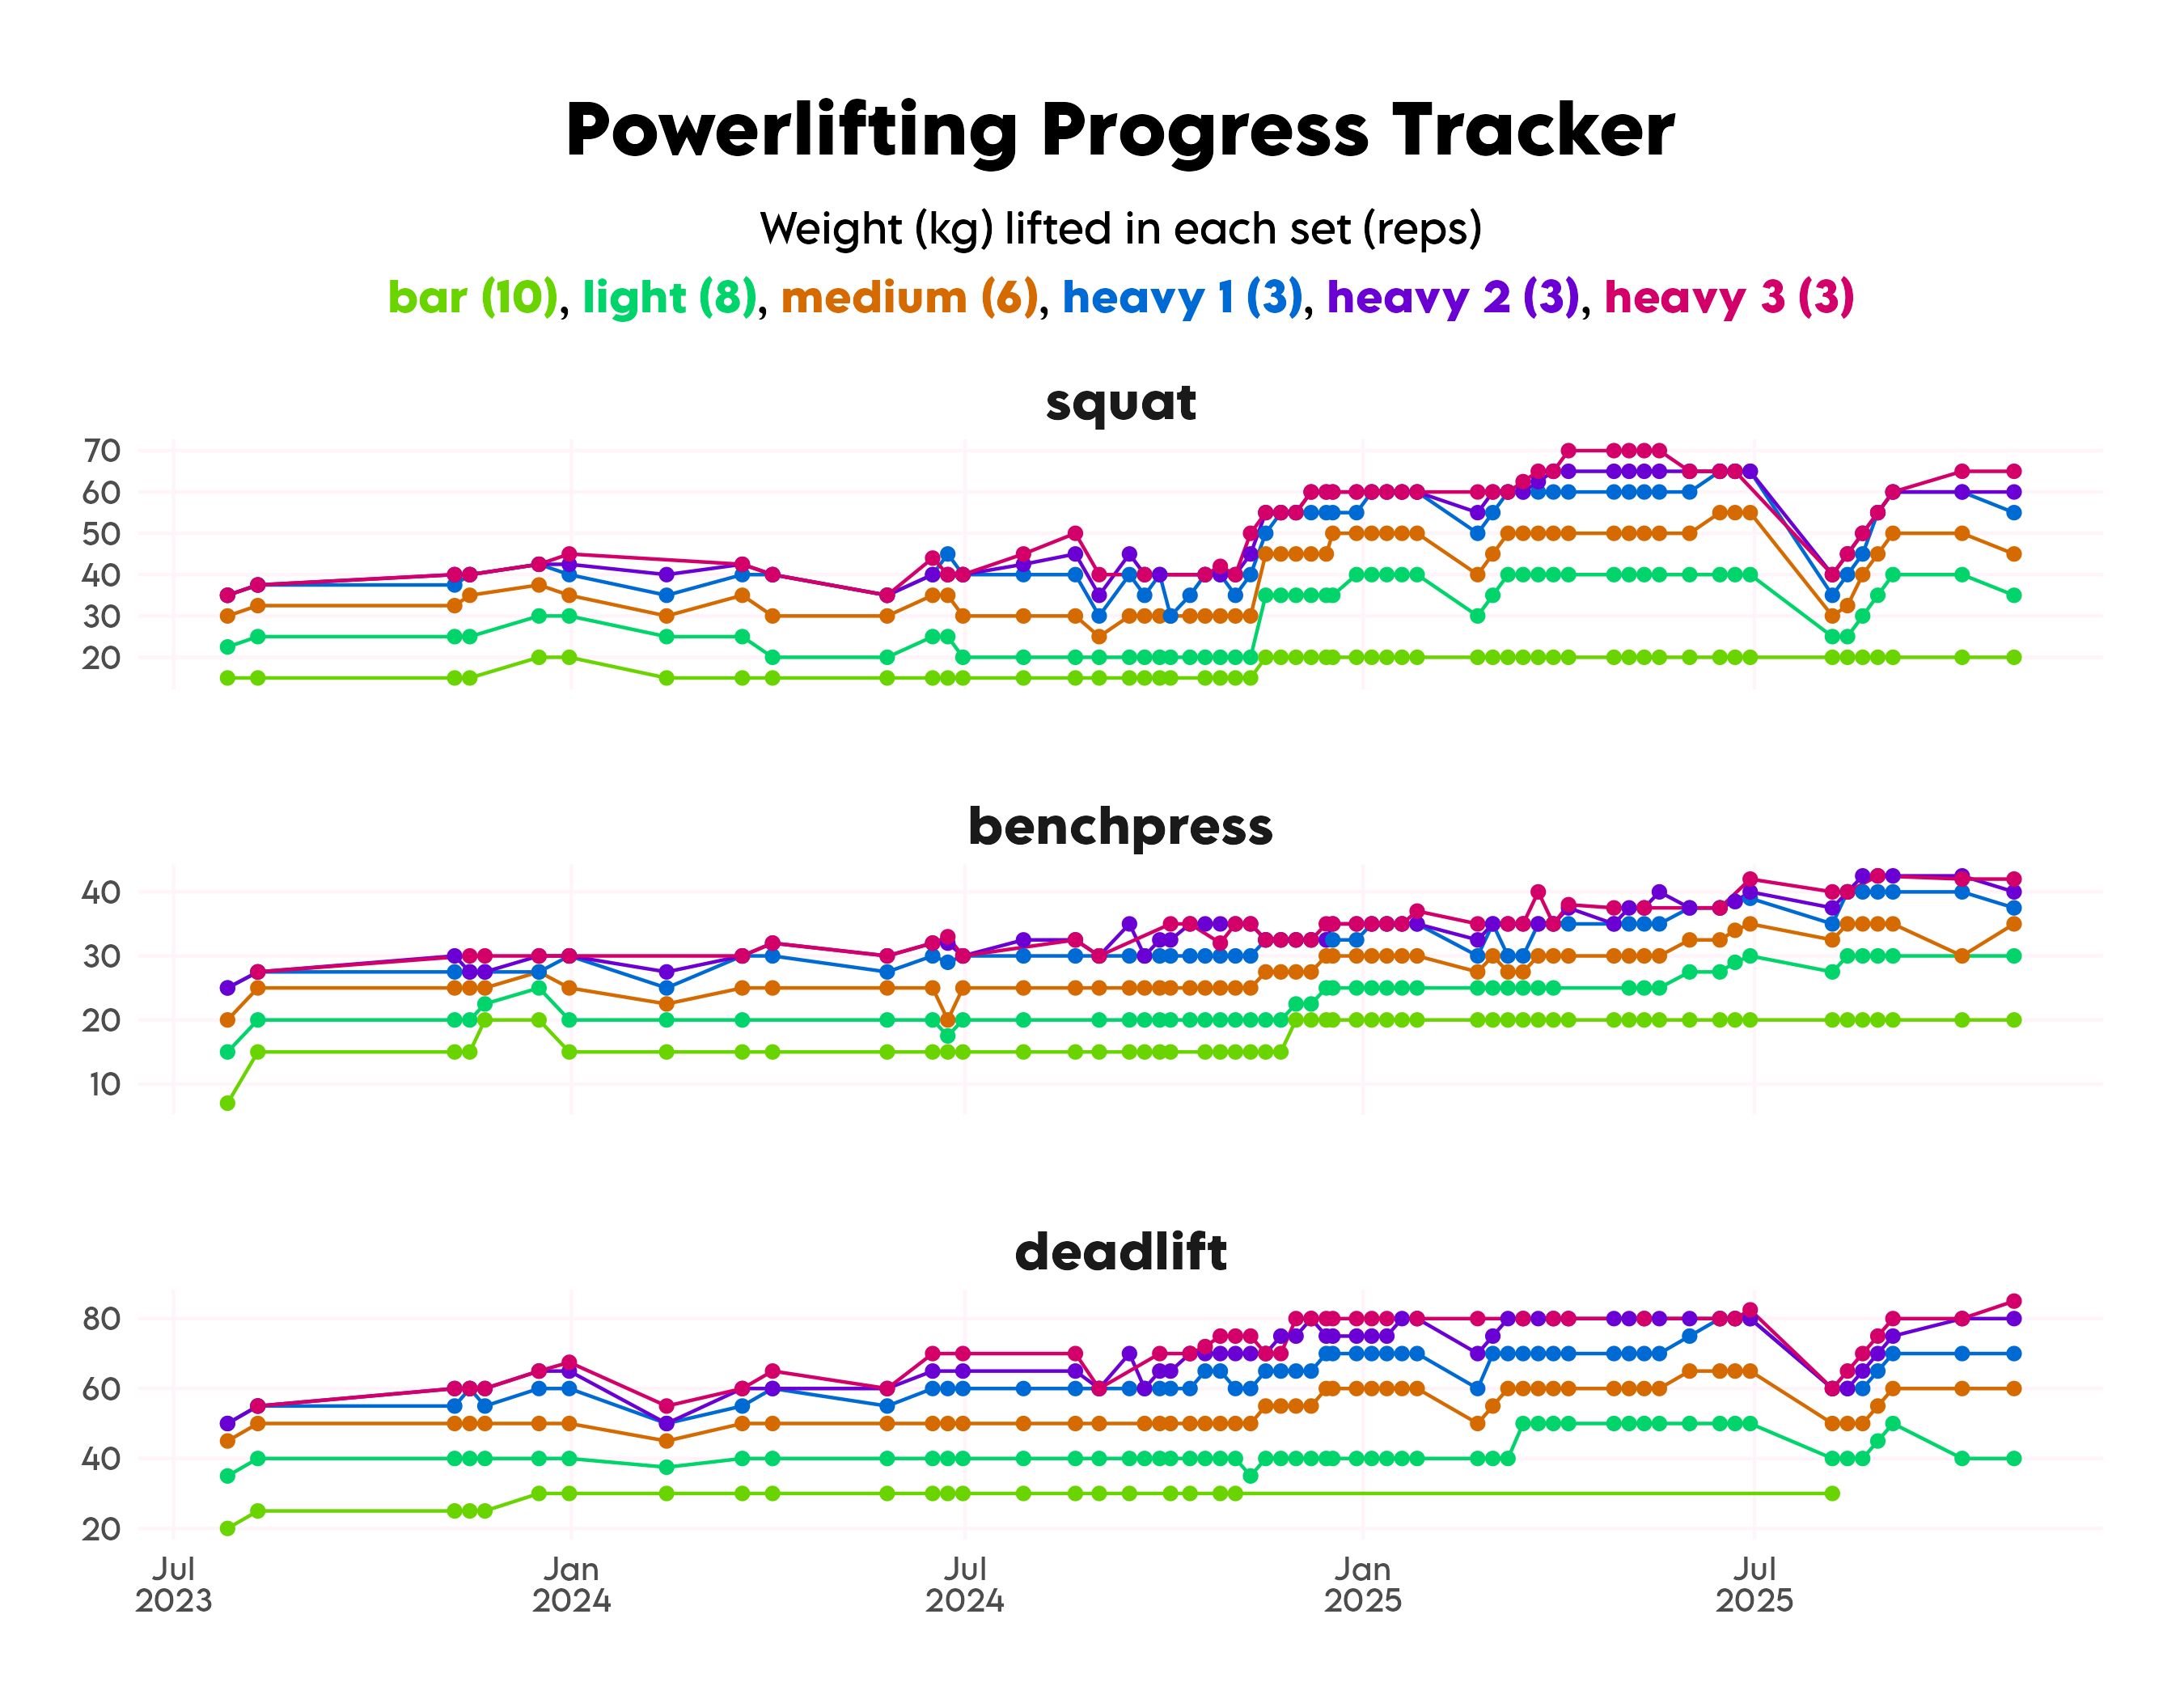 Powerlifting Progress Tracker
Weight (kg) lifted in each set (reps)
bar (10), light (8), medium (6), heavy 1 (3), heavy 2 (3), heavy 3 (3)
squat
70
60
50
40
30
20
benchpress
40
30
20
10
deadlift
80
60
40
20
Jul Jan Jul Jan Jul
2023 2024 2024 2025 2025